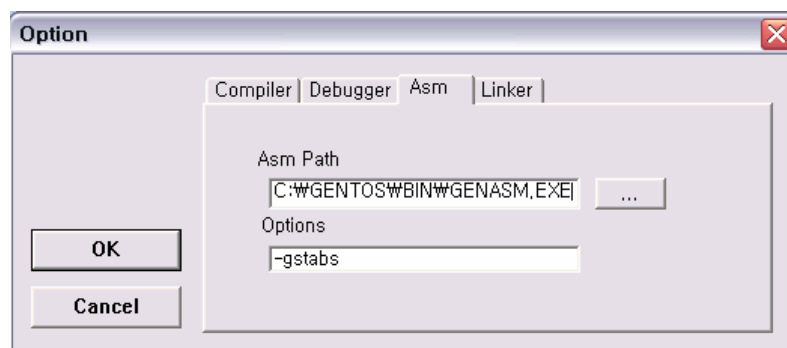 Option
Compiler Debugger Asm Linker
Asm Path
C:₩GENTOS₩BIN₩GENASM.EXE ...
Options
OK
-gstabs
Cancel